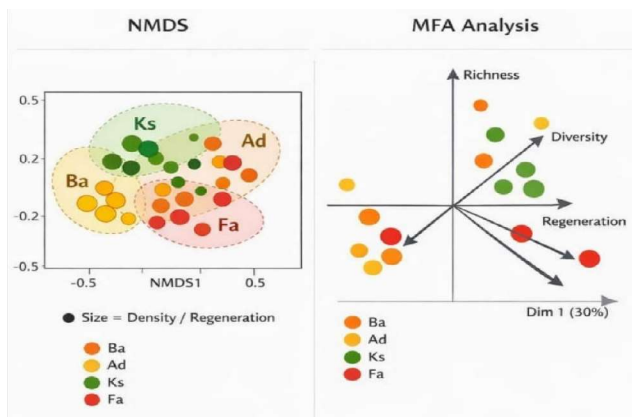 NMDS
0.5
0.2
-0.2
-0.5
Ks
Ad
Ba
Fa
-0.5
NMDS1
0.5
Size = Density / Regeneration
Ba
Ad
Ks
Fa
MFA Analysis
Richness
Diversity
Regeneration
Dim 1 (30%)
Ba
Ad
Ks
Fa